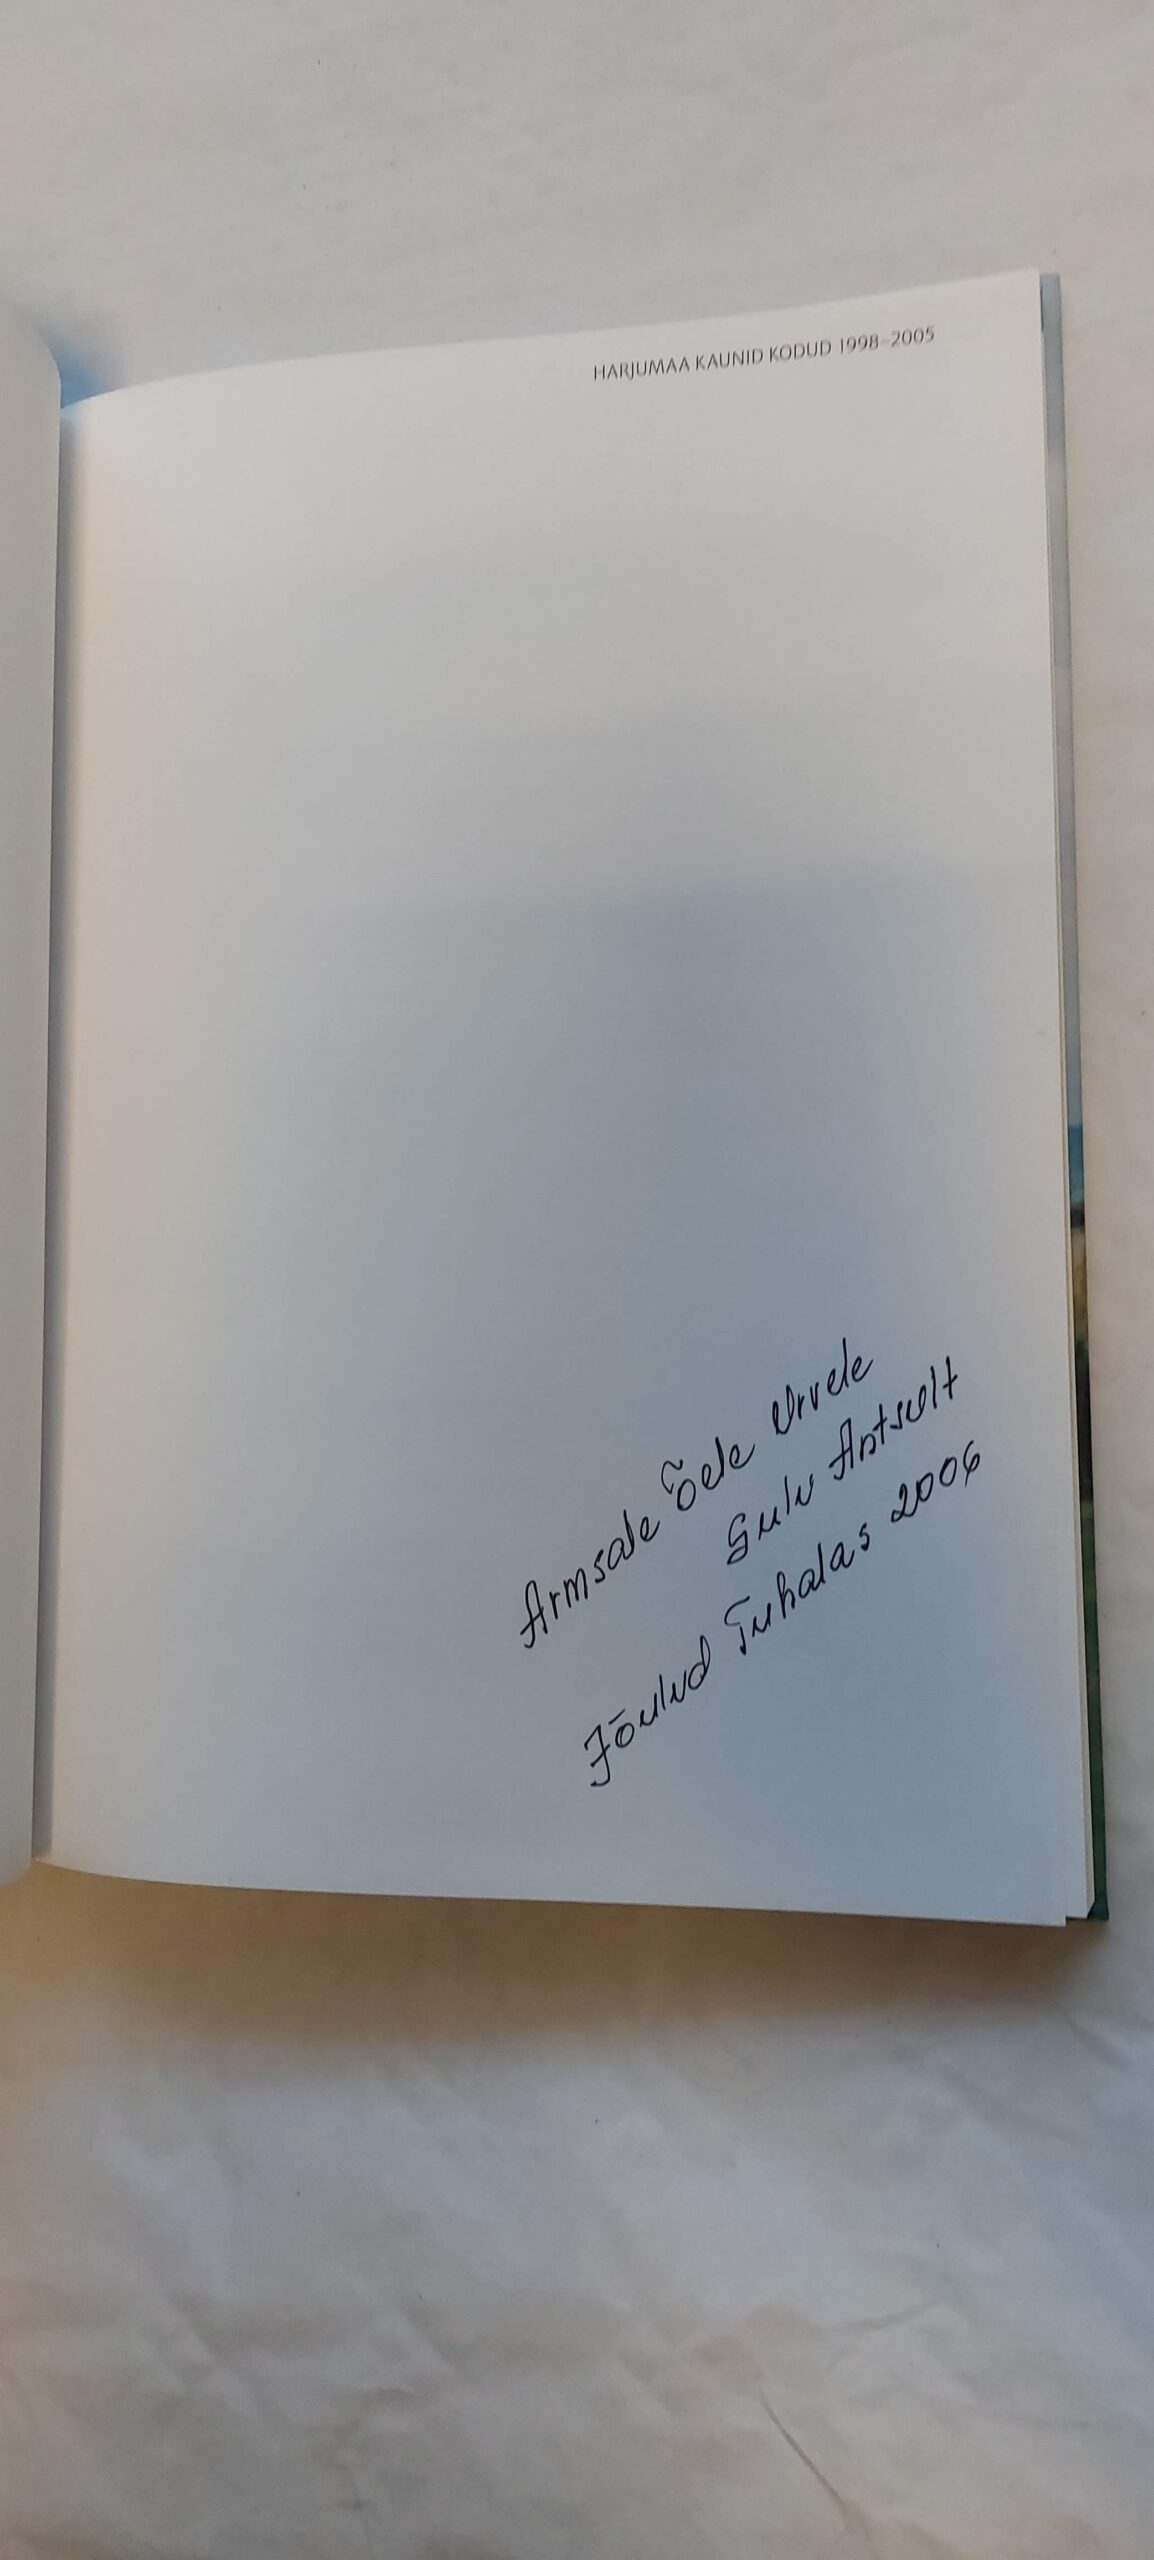 HARJUMAA KAUNID KODUD 1998–2005
Armsale Õele Urvele
Sulu Antsult
Jõulud Tuhalas 2006